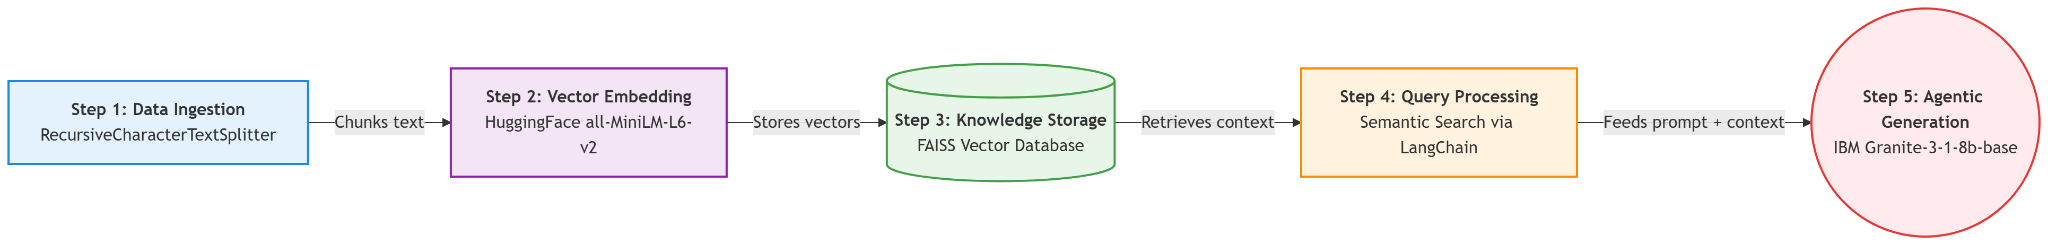 Step 1: Data Ingestion
RecursiveCharacterTextSplitter
Chunks text
Step 2: Vector Embedding
HuggingFace all-MiniLM-L6-
v2
Stores vectors
Step 3: Knowledge Storage
FAISS Vector Database
Retrieves context
Step 4: Query Processing
Semantic Search via
LangChain
Feeds prompt + context
Step 5: Agentic
Generation
IBM Granite-3-1-8b-base